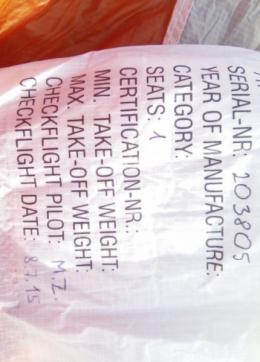 SERIAL-NR: 203805
YEAR OF MANUFACTURE:
CATEGORY:
SEATS: 1
CERTIFICATION-NR.:
MIN. TAKE-OFF WEIGHT:
MAX. TAKE-OFF WEIGHT:
CHECKFLIGHT PILOT: M.Z.
CHECKFLIGHT DATE: 8.7.15